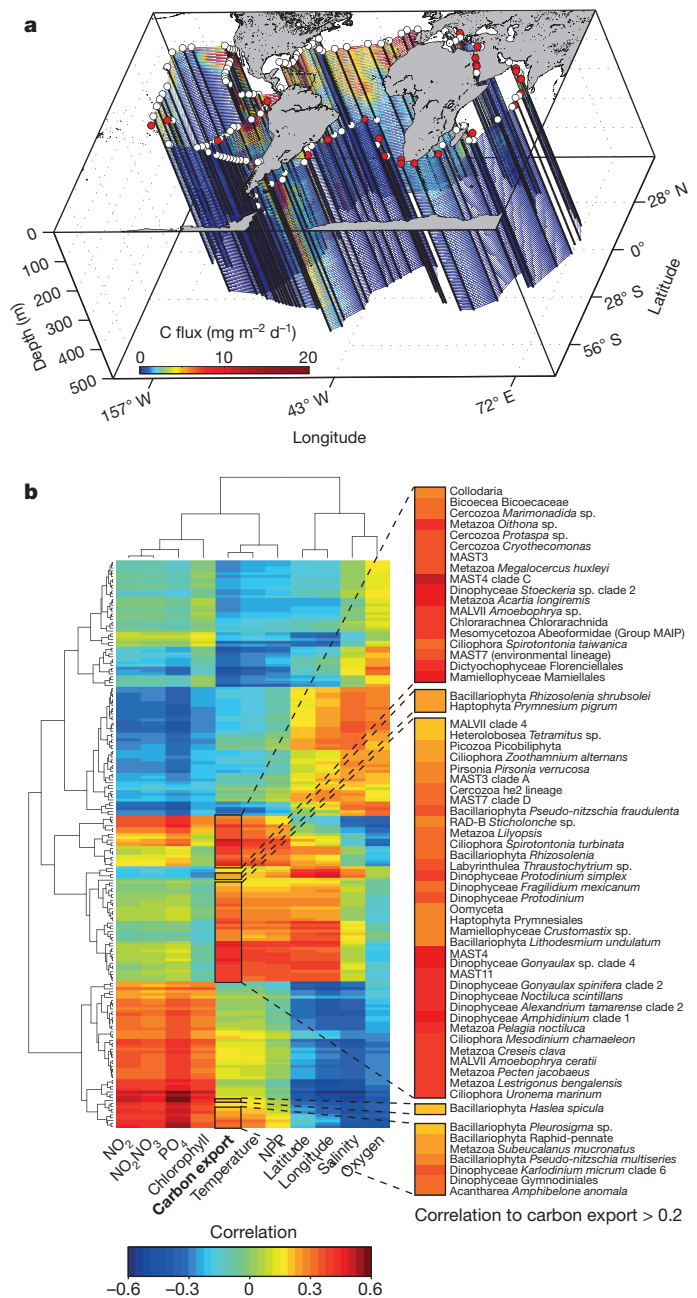 a
0
100
200
300
400
500
Depth (m)
C flux (mg m⁻² d⁻¹)
0 10 20
157° W
43° W
72° E
Longitude
28° N
0°
28° S
56° S
Latitude
b
Collodaria
Bicoecea Bicoecaceae
Cercozoa Marimonadida sp.
Metazoa Oithona sp.
Cercozoa Protaspa sp.
Cercozoa Cryothecomonas
MAST3
Metazoa Megalocercus huxleyi
MAST4 clade C
Dinophyceae Stoeckeria sp. clade 2
Metazoa Acartia longiremis
MALVII Amoebophrya sp.
Chlorarachnea Chlorarachnida
Mesomycetozoa Abeoformidae (Group MAIP)
Ciliophora Spirotontonia taiwanica
MAST7 (environmental lineage)
Dictyochophyceae Florenciellales
Mamiellophyceae Mamiellales
Bacillariophyta Rhizosolenia shrubsolei
Haptophyta Prymnesium pigrum
MALVII clade 4
Heterolobosea Tetramitus sp.
Picozoa Picobiliphyta
Ciliophora Zoothamnium alternans
Pirsonia Pirsonia verrucosa
MAST3 clade A
Cercozoa he2 lineage
MAST7 clade D
Bacillariophyta Pseudo-nitzschia fraudulenta
RAD-B Sticholonche sp.
Metazoa Lilyopsis
Ciliophora Spirotontonia turbinata
Bacillariophyta Rhizosolenia
Labyrinthulea Thraustochytrium sp.
Dinophyceae Protodinium simplex
Dinophyceae Fragilidium mexicanum
Dinophyceae Protodinium
Oomyceta
Haptophyta Prymnesiales
Mamiellophyceae Crustomastix sp.
Bacillariophyta Lithodesmium undulatum
MAST4
Dinophyceae Gonyaulax sp. clade 4
MAST11
Dinophyceae Gonyaulax spinifera clade 2
Dinophyceae Noctiluca scintillans
Dinophyceae Alexandrium tamarense clade 2
Dinophyceae Amphidinium clade 1
Metazoa Pelagia noctiluca
Ciliophora Mesodinium chamaeleon
Metazoa Creseis clava
MALVII Amoebophrya ceratii
Metazoa Pecten jacobaeus
Metazoa Lestrigonus bengalensis
Ciliophora Uronema marinum
Bacillariophyta Haslea spicula
Bacillariophyta Pleurosigma sp.
Bacillariophyta Raphid-pennate
Metazoa Subeucalanus mucronatus
Bacillariophyta Pseudo-nitzschia multiseries
Dinophyceae Karlodinium micrum clade 6
Dinophyceae Gymnodiniales
Acantharea Amphibelone anomala
Correlation to carbon export > 0.2
NO₂
NO₂NO₃
PO₄
Chlorophyll
Carbon export
Temperature
NPP
Latitude
Longitude
Salinity
Oxygen
Correlation
−0.6 −0.3 0 0.3 0.6